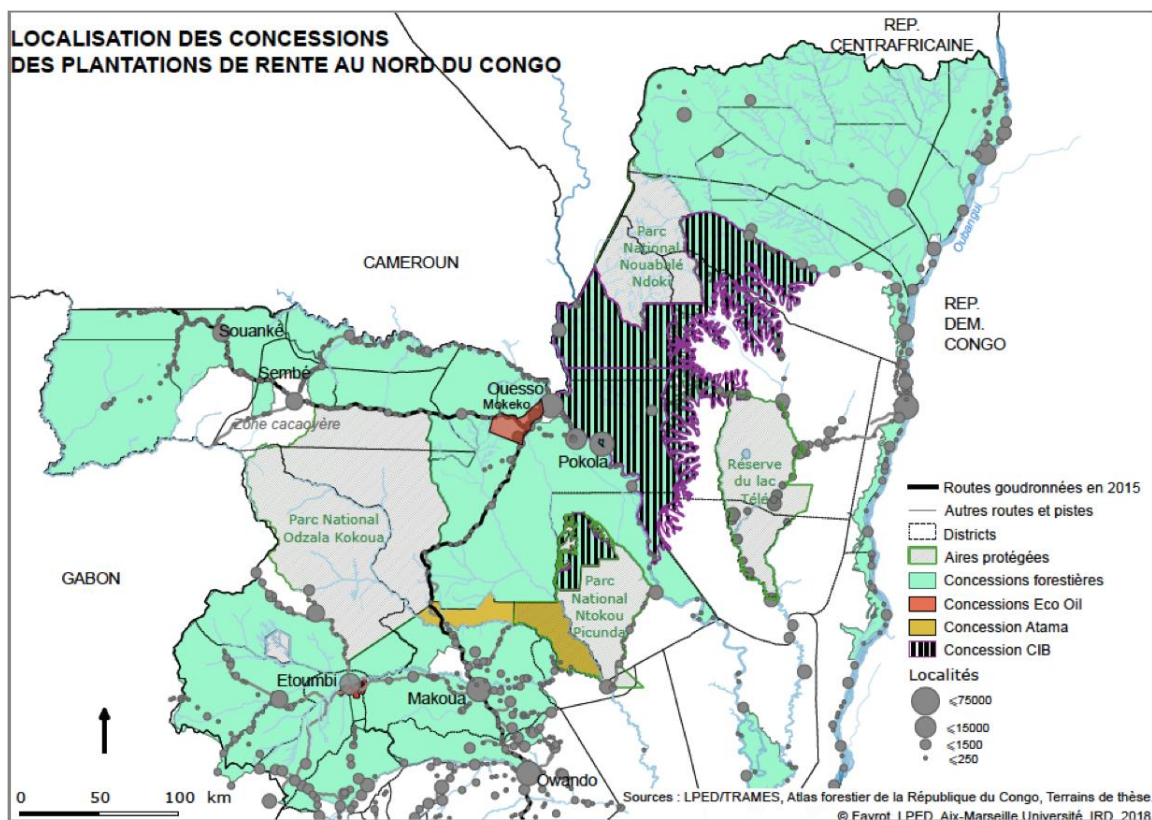 LOCALISATION DES CONCESSIONS
DES PLANTATIONS DE RENTE AU NORD DU CONGO
REP.
CENTRAFRICAINE
Oubangui
Parc
National
Nouabalé
Ndoki
CAMEROUN
REP.
DEM.
CONGO
Souanké
Sembé
Ouesso
Mokeko
Zone cacaoyère
Pokola
Réserve
du lac
Télé
Parc National
Odzala Kokoua
GABON
Parc
National
Ntokou
Picunda
Etoumbi
Makoua
Owando
Routes goudronnées en 2015
Autres routes et pistes
Districts
Aires protégées
Concessions forestières
Concessions Eco Oil
Concession Atama
Concession CIB
Localités
⩽75000
⩽15000
⩽1500
⩽250
0 50 100 km
Sources : LPED/TRAMES, Atlas forestier de la République du Congo, Terrains de thèse.
© Fayrot, LPED, Aix-Marseille Université, IRD, 2018